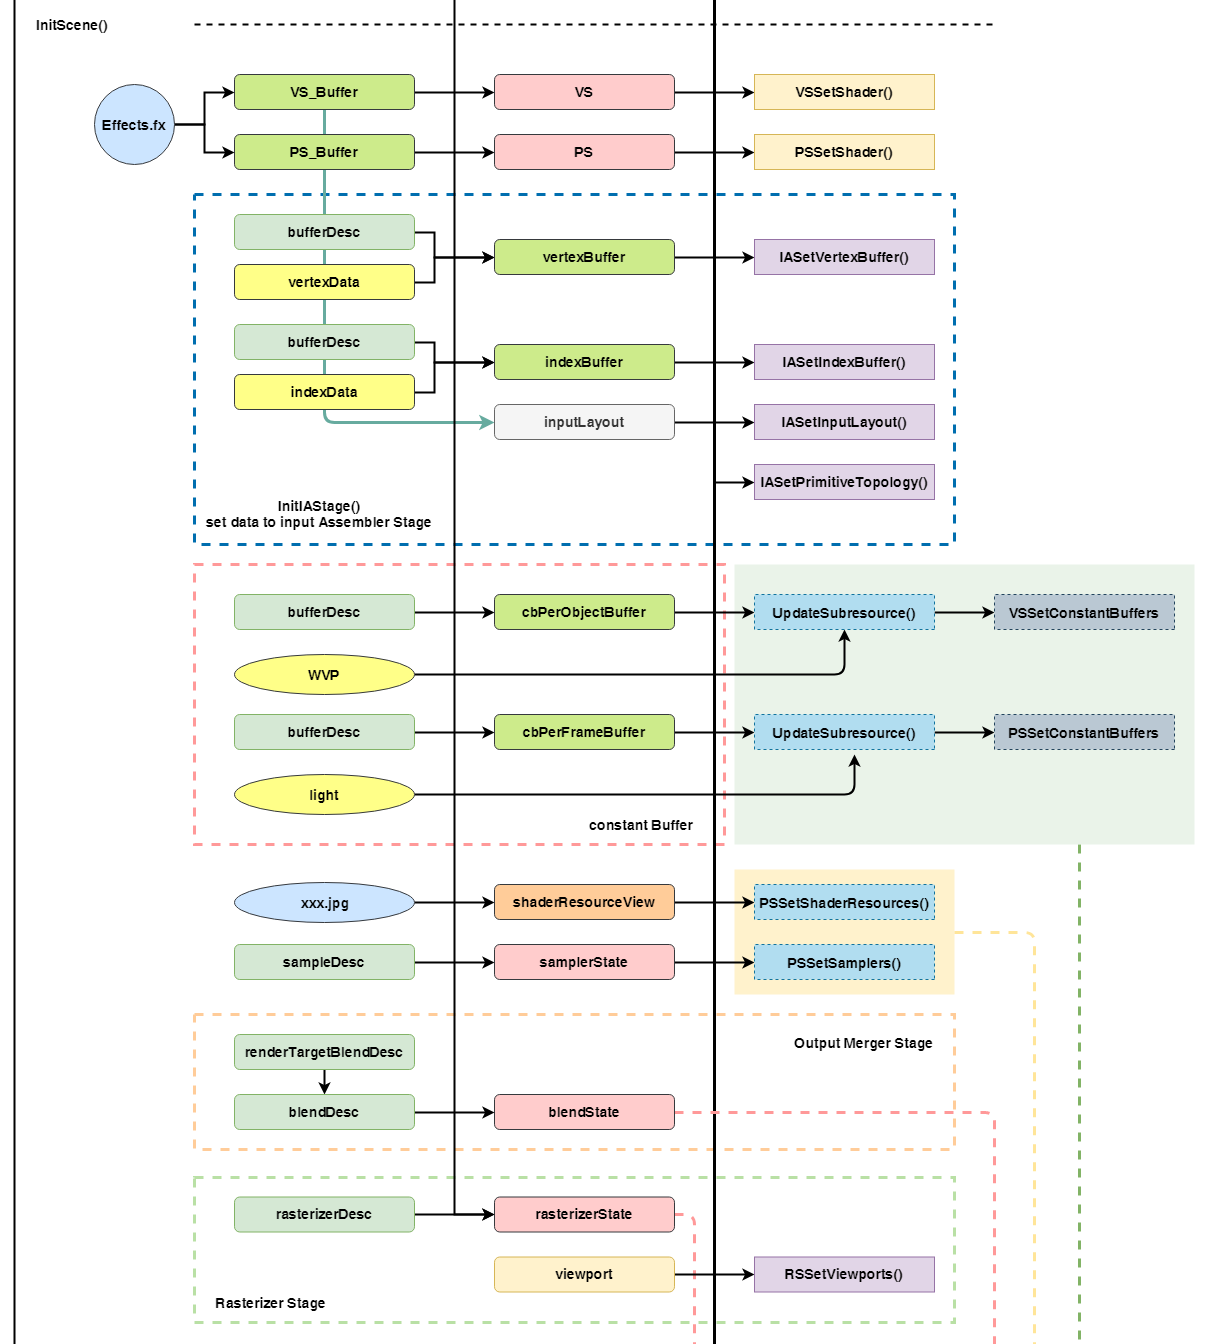 InitScene()
Effects.fx
VS_Buffer
VS
VSSetShader()
PS_Buffer
PS
PSSetShader()
bufferDesc
vertexData
vertexBuffer
IASetVertexBuffer()
bufferDesc
indexData
indexBuffer
IASetIndexBuffer()
inputLayout
IASetInputLayout()
IASetPrimitiveTopology()
InitIAStage()
set data to input Assembler Stage
bufferDesc
cbPerObjectBuffer
UpdateSubresource()
VSSetConstantBuffers
WVP
bufferDesc
cbPerFrameBuffer
UpdateSubresource()
PSSetConstantBuffers
light
constant Buffer
xxx.jpg
shaderResourceView
PSSetShaderResources()
sampleDesc
samplerState
PSSetSamplers()
Output Merger Stage
renderTargetBlendDesc
blendDesc
blendState
rasterizerDesc
rasterizerState
viewport
RSSetViewports()
Rasterizer Stage